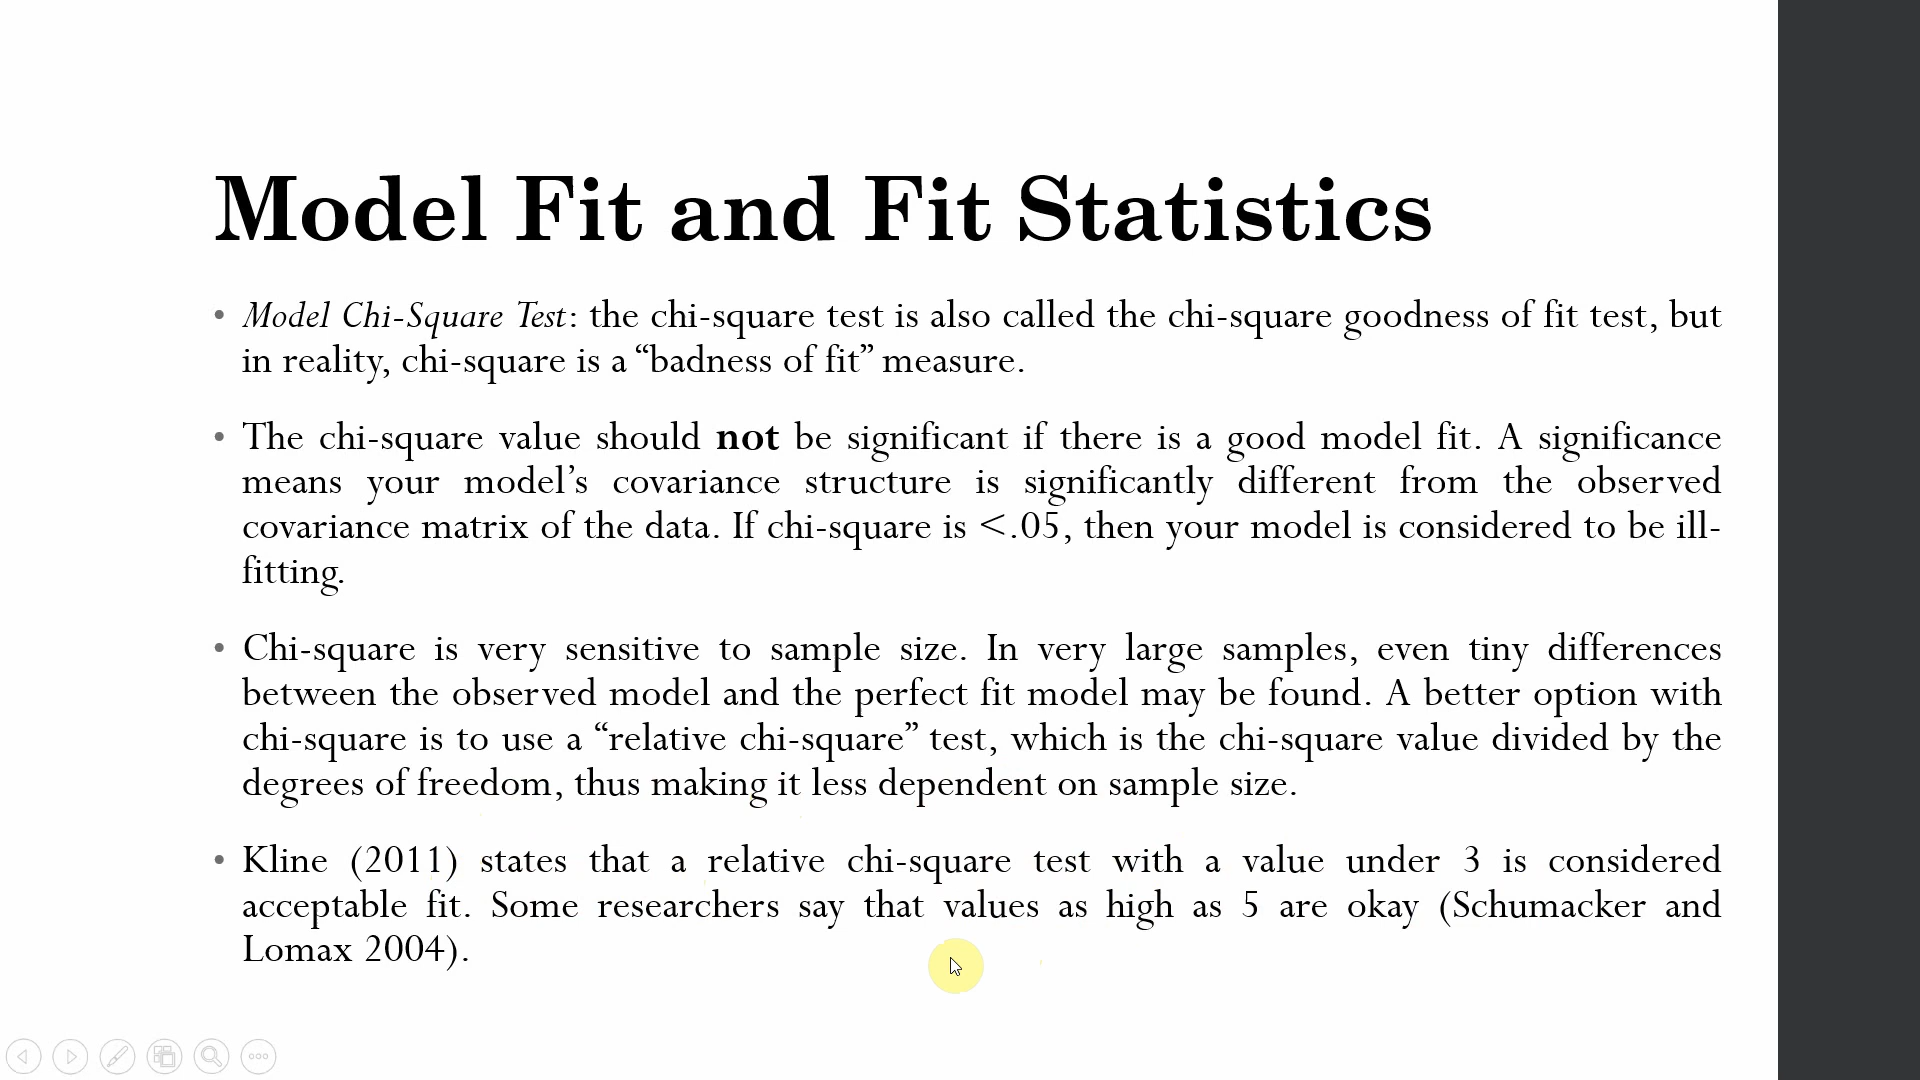 Model Fit and Fit Statistics
• Model Chi-Square Test: the chi-square test is also called the chi-square goodness of fit test, but
in reality, chi-square is a “badness of fit” measure.
• The chi-square value should not be significant if there is a good model fit. A significance
means your model’s covariance structure is significantly different from the observed
covariance matrix of the data. If chi-square is <.05, then your model is considered to be ill-
fitting.
• Chi-square is very sensitive to sample size. In very large samples, even tiny differences
between the observed model and the perfect fit model may be found. A better option with
chi-square is to use a “relative chi-square” test, which is the chi-square value divided by the
degrees of freedom, thus making it less dependent on sample size.
• Kline (2011) states that a relative chi-square test with a value under 3 is considered
acceptable fit. Some researchers say that values as high as 5 are okay (Schumacker and
Lomax 2004).